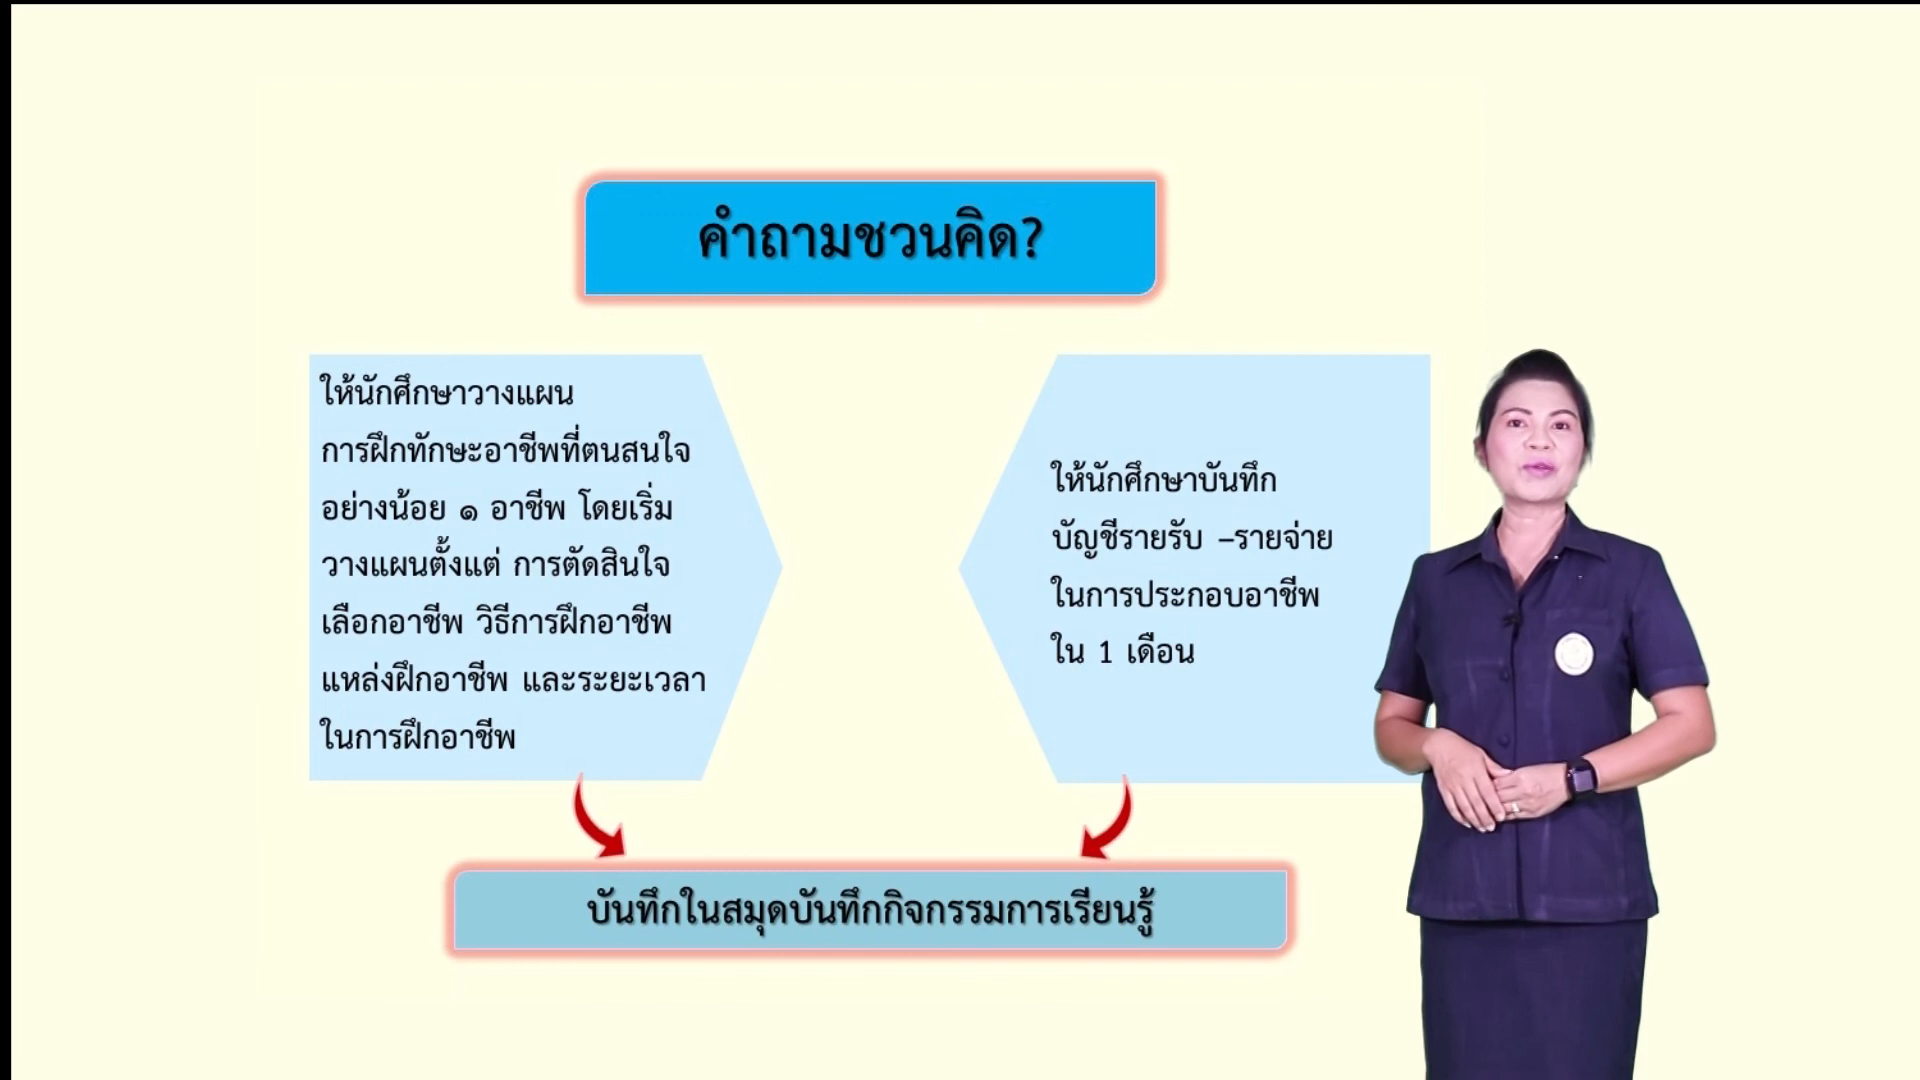 คำถามชวนคิด?
ให้นักศึกษาวางแผน
การฝึกทักษะอาชีพที่ตนสนใจ
อย่างน้อย ๑ อาชีพ โดยเริ่ม
วางแผนตั้งแต่ การตัดสินใจ
เลือกอาชีพ วิธีการฝึกอาชีพ
แหล่งฝึกอาชีพ และระยะเวลา
ในการฝึกอาชีพ
ให้นักศึกษาบันทึก
บัญชีรายรับ –รายจ่าย
ในการประกอบอาชีพ
ใน 1 เดือน
บันทึกในสมุดบันทึกกิจกรรมการเรียนรู้